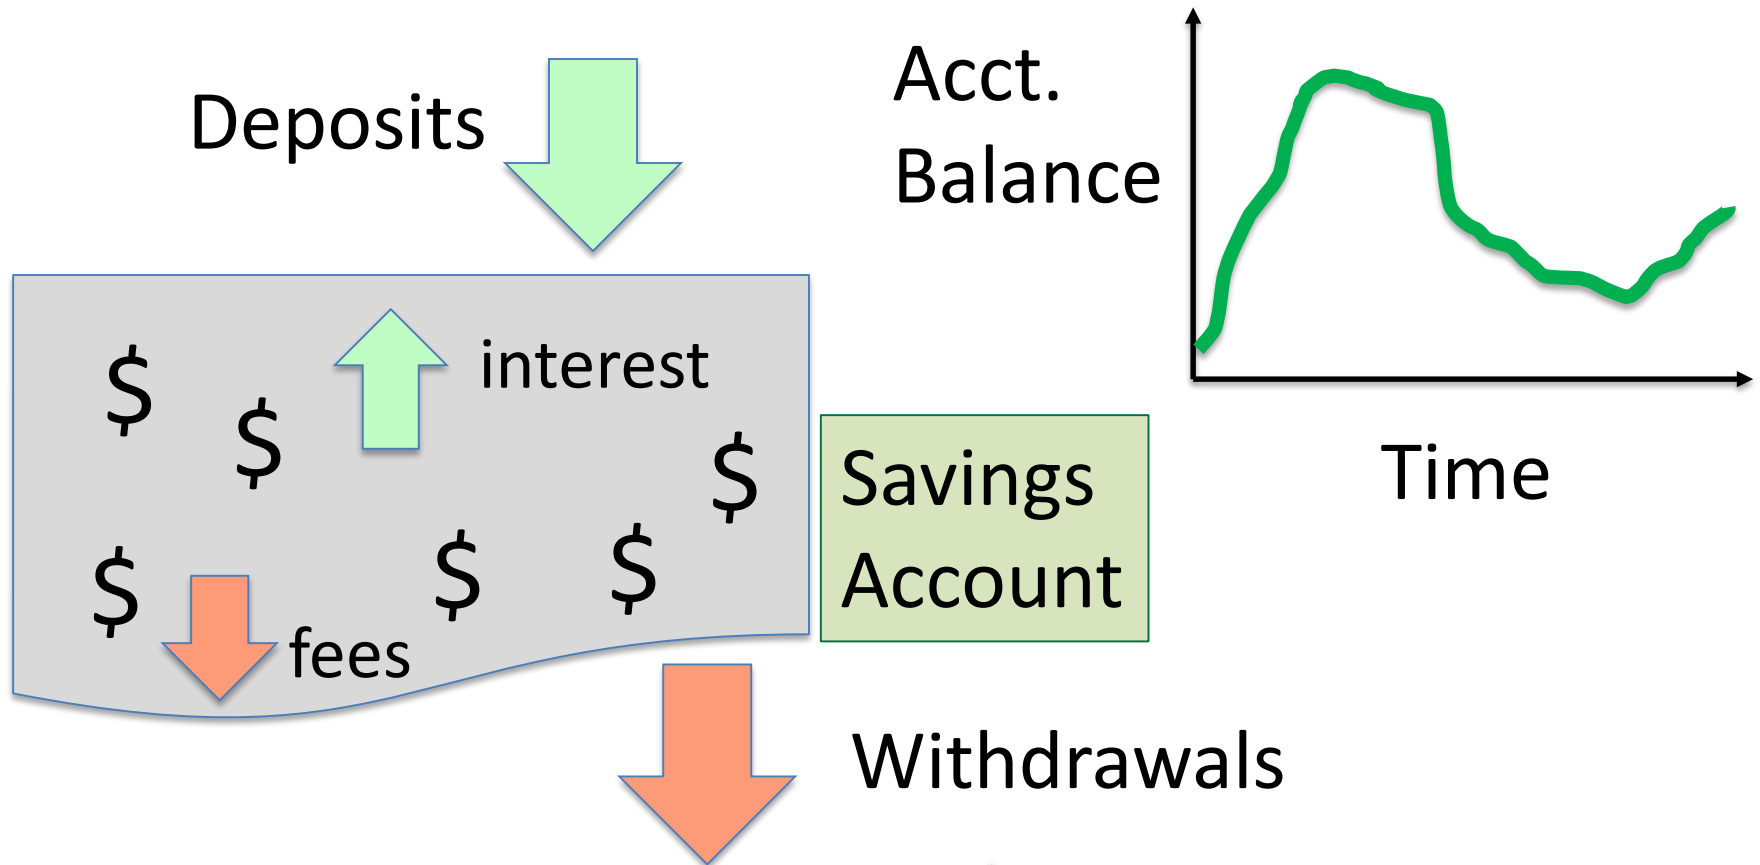 Deposits
Acct.
Balance
$
interest
$
$
Savings
Account
Time
$
$
$
fees
Withdrawals